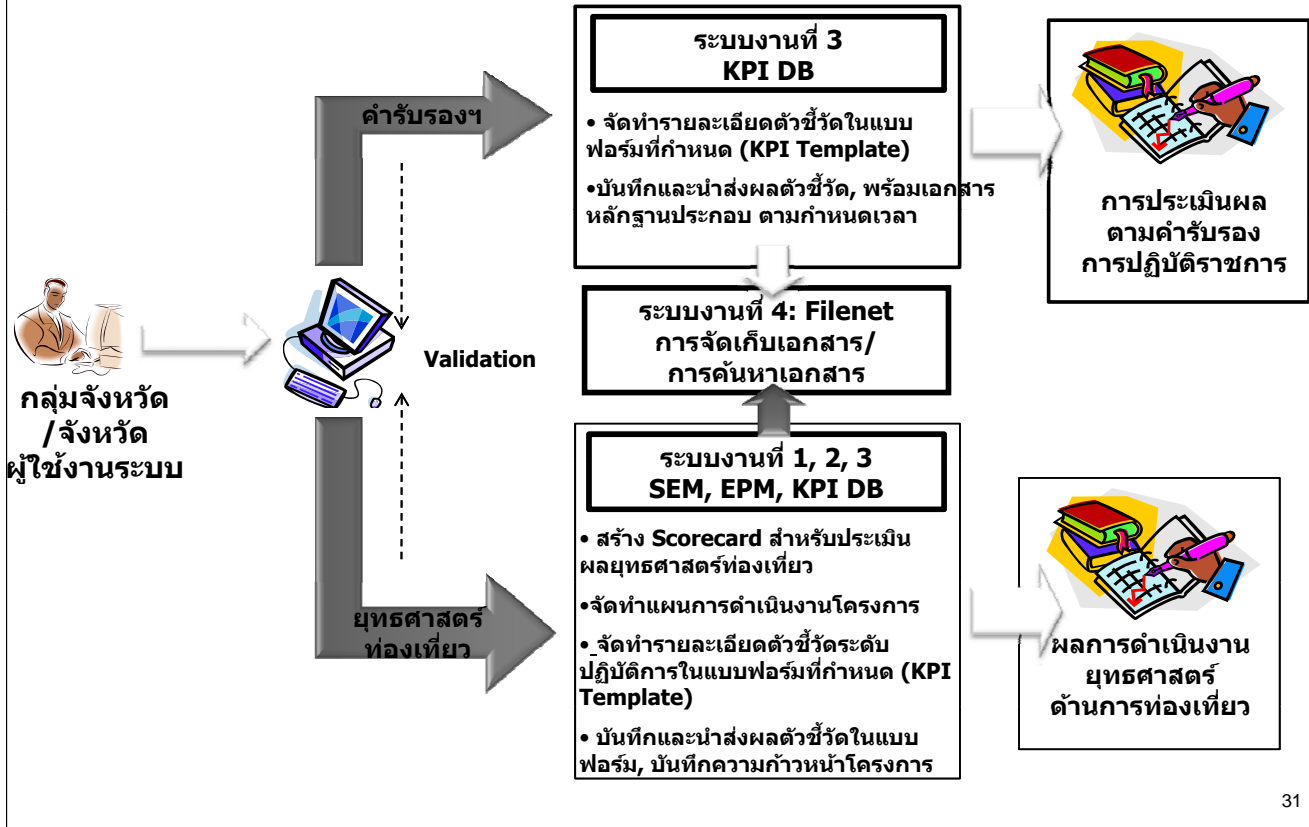 ระบบงานที่ 3
KPI DB
• จัดทำรายละเอียดตัวชี้วัดในแบบ
ฟอร์มที่กำหนด (KPI Template)
•บันทึกและนำส่งผลตัวชี้วัด, พร้อมเอกสาร
หลักฐานประกอบ ตามกำหนดเวลา
คำรับรองฯ
การประเมินผล
ตามคำรับรอง
การปฏิบัติราชการ
ระบบงานที่ 4: Filenet
การจัดเก็บเอกสาร/
การค้นหาเอกสาร
Validation
กลุ่มจังหวัด
/จังหวัด
ผู้ใช้งานระบบ
ระบบงานที่ 1, 2, 3
SEM, EPM, KPI DB
• สร้าง Scorecard สำหรับประเมิน
ผลยุทธศาสตร์ท่องเที่ยว
•จัดทำแผนการดำเนินงานโครงการ
• จัดทำรายละเอียดตัวชี้วัดระดับ
ปฏิบัติการในแบบฟอร์มที่กำหนด (KPI
Template)
• บันทึกและนำส่งผลตัวชี้วัดในแบบ
ฟอร์ม, บันทึกความก้าวหน้าโครงการ
ยุทธศาสตร์
ท่องเที่ยว
ผลการดำเนินงาน
ยุทธศาสตร์
ด้านการท่องเที่ยว
31